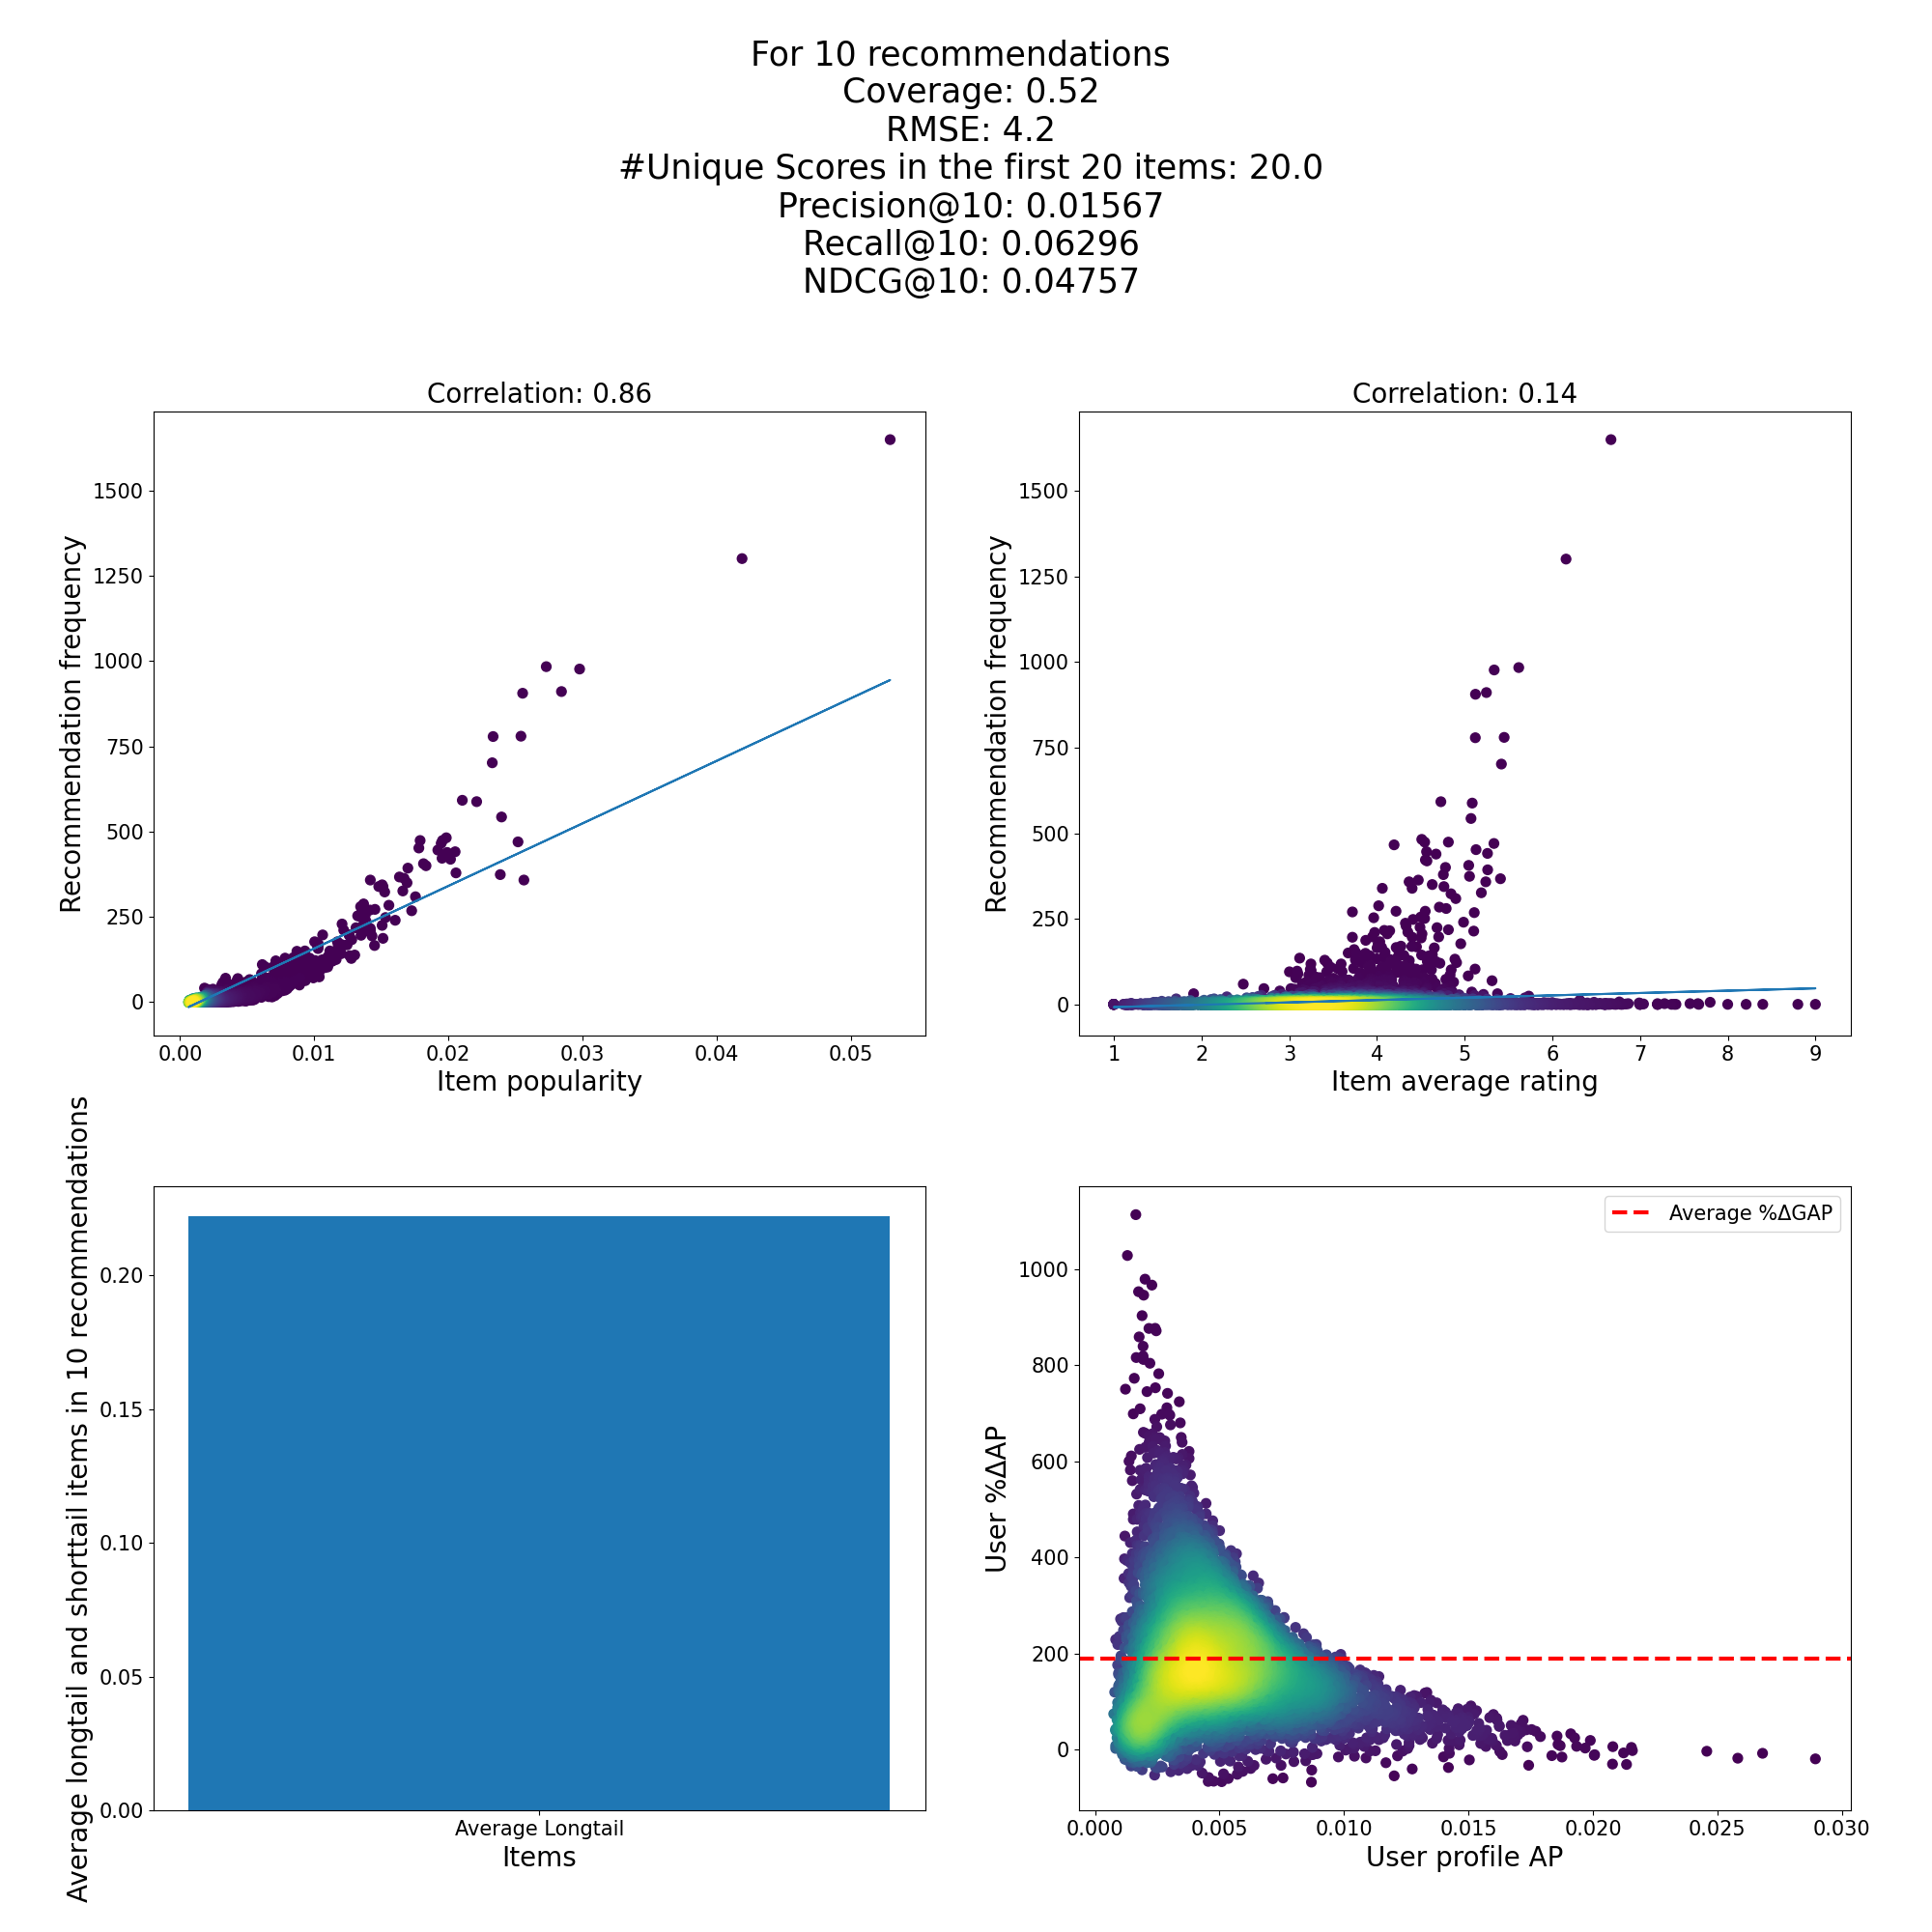 For 10 recommendations
Coverage: 0.52
RMSE: 4.2
#Unique Scores in the first 20 items: 20.0
Precision@10: 0.01567
Recall@10: 0.06296
NDCG@10: 0.04757
Correlation: 0.86
Recommendation frequency
1500
1250
1000
750
500
250
0
0.00 0.01 0.02 0.03 0.04 0.05
Item popularity
Correlation: 0.14
Recommendation frequency
1500
1250
1000
750
500
250
0
1 2 3 4 5 6 7 8 9
Item average rating
Average longtail and shorttail items in 10 recommendations
0.20
0.15
0.10
0.05
0.00
Average Longtail
Items
Average %ΔGAP
User %ΔAP
1000
800
600
400
200
0
0.000 0.005 0.010 0.015 0.020 0.025 0.030
User profile AP